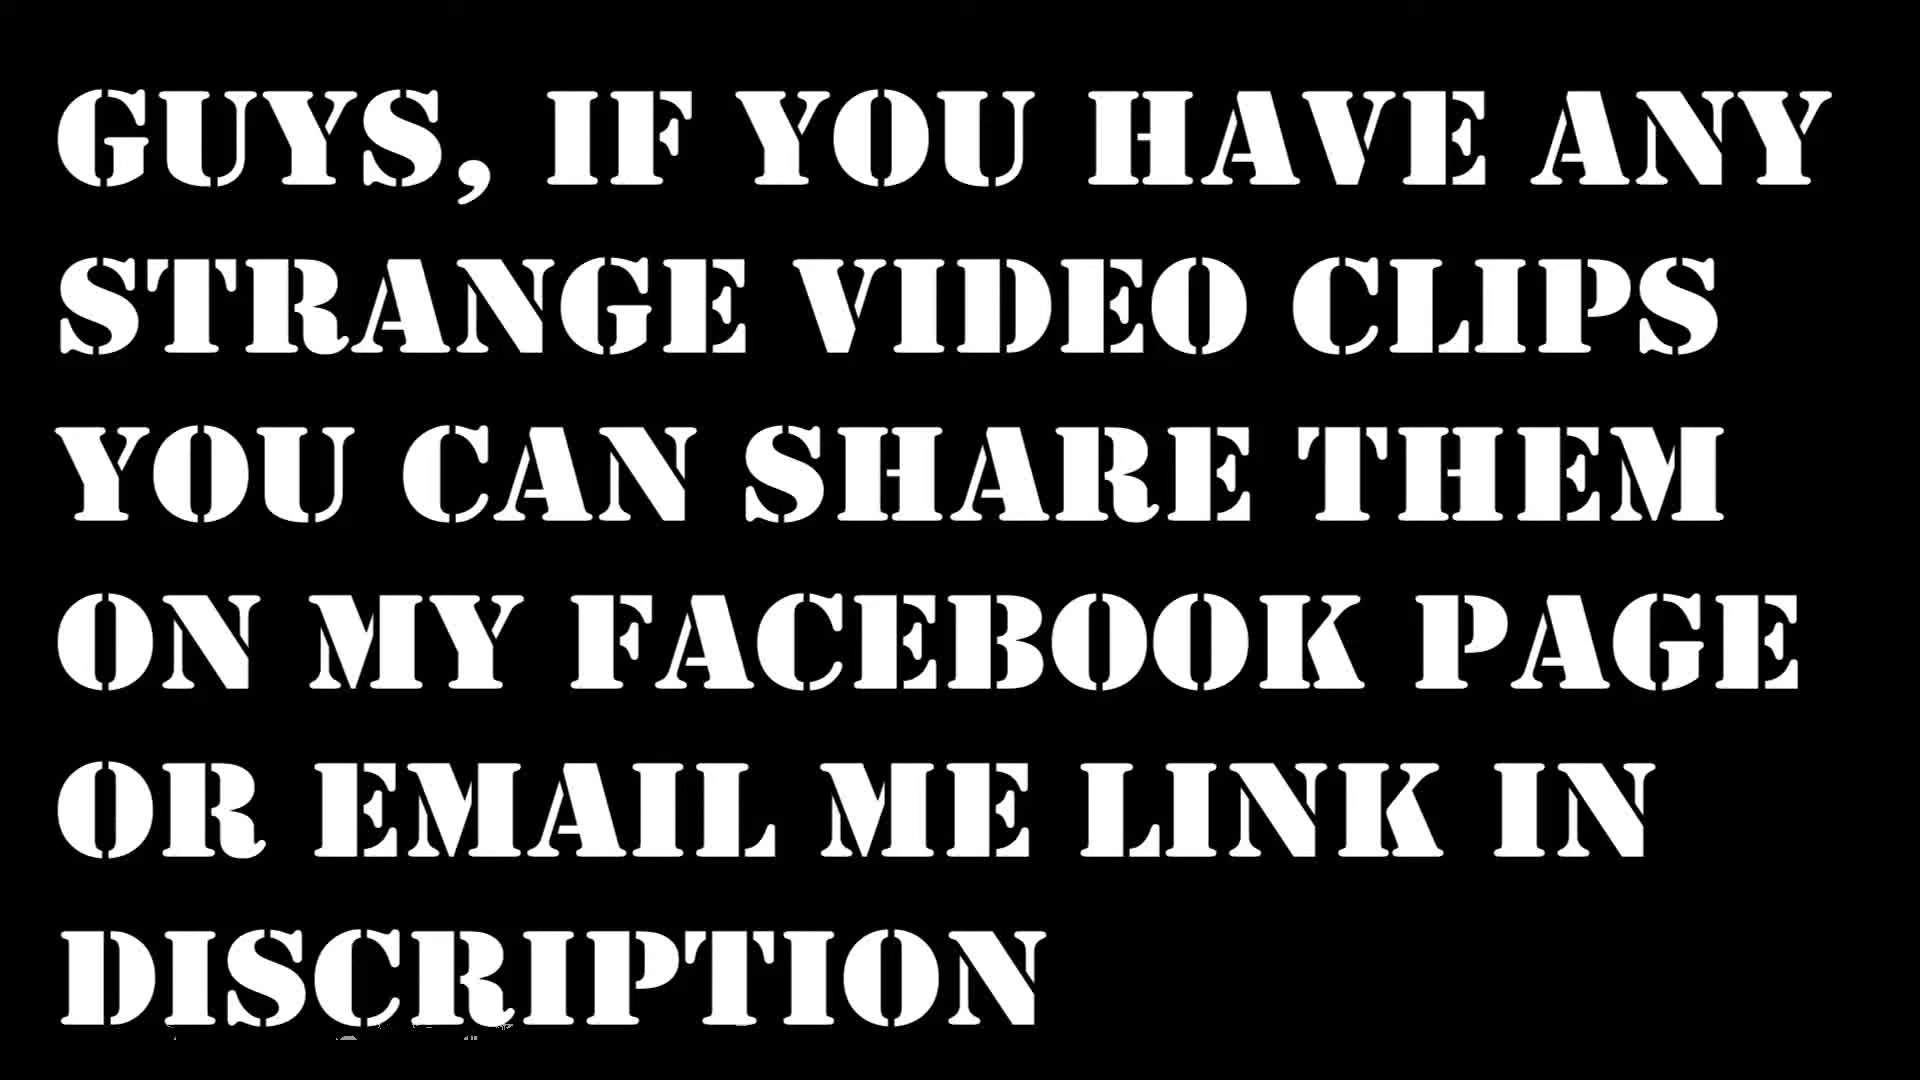 GUYS, IF YOU HAVE ANY
STRANGE VIDEO CLIPS
YOU CAN SHARE THEM
ON MY FACEBOOK PAGE
OR EMAIL ME LINK IN
DISCRIPTION